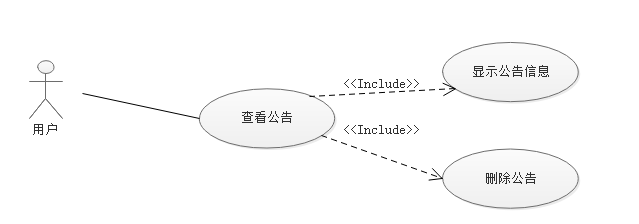 <<Include>>
显示公告信息
查看公告
用户
<<Include>>
删除公告